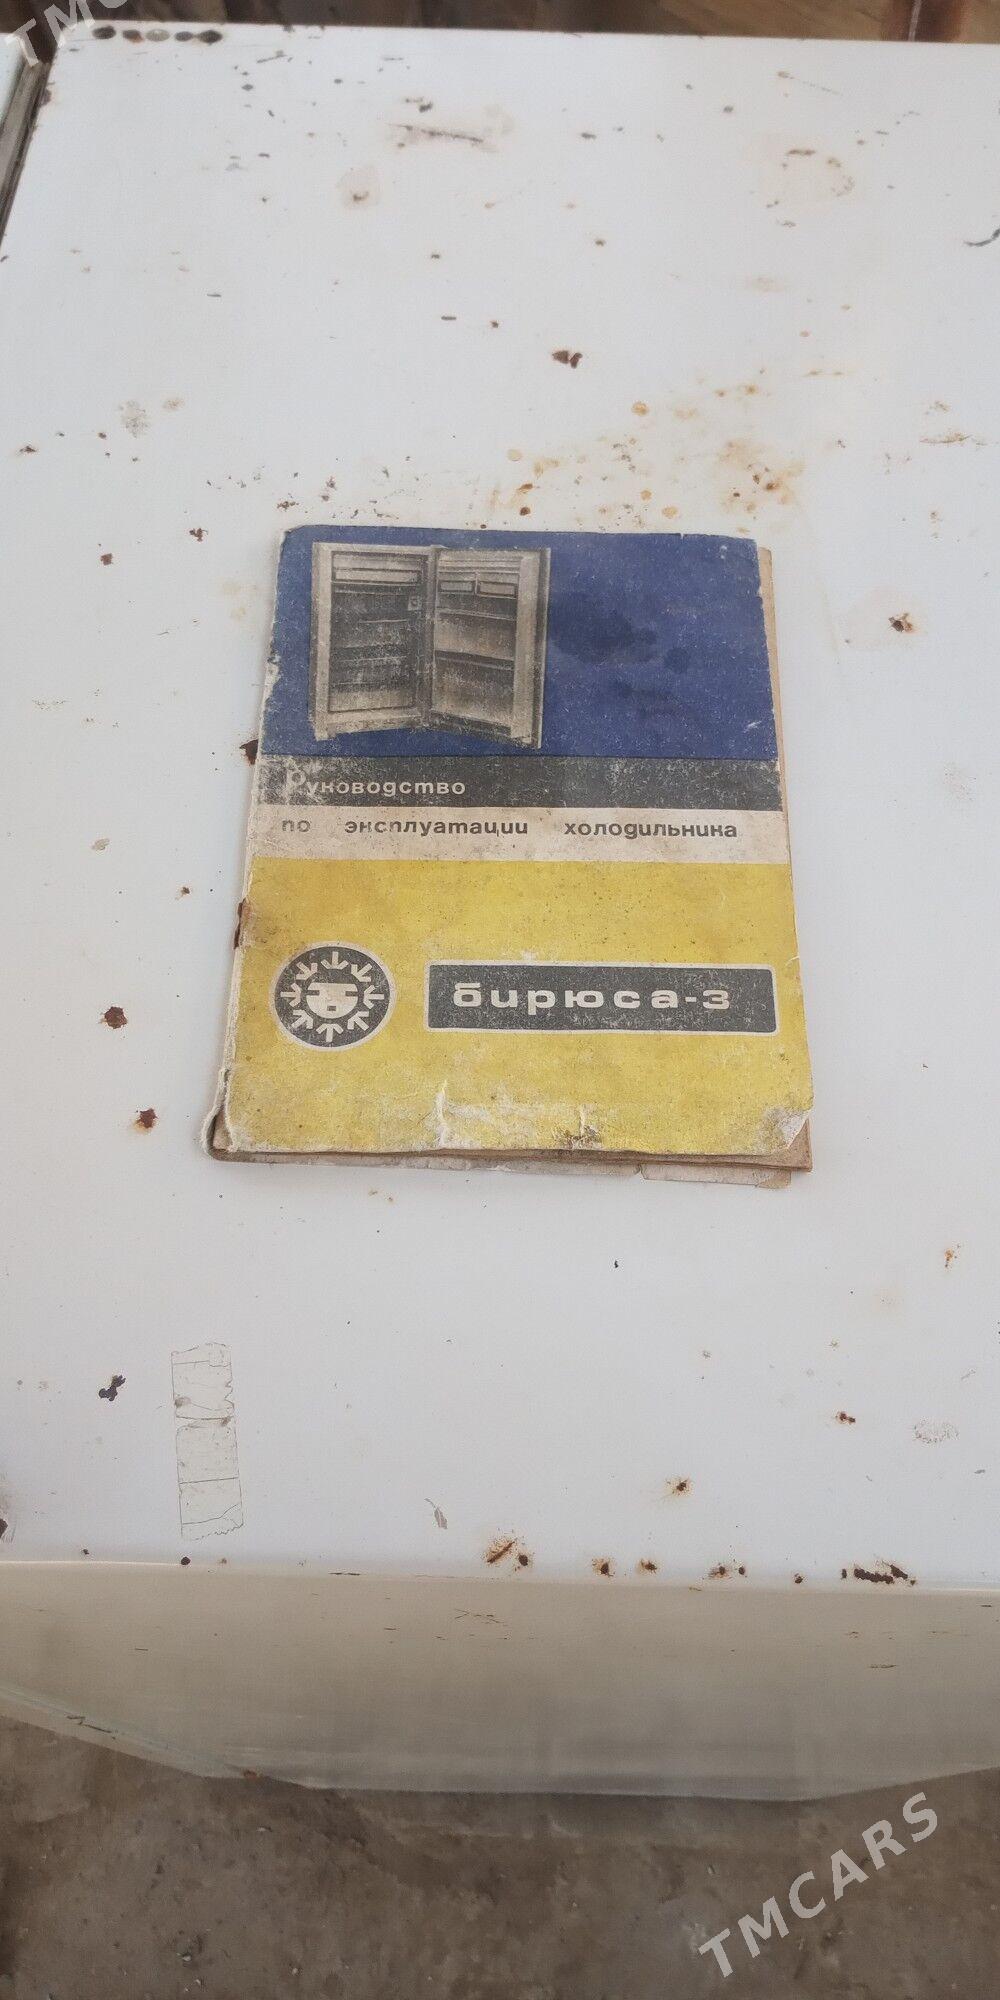 Руководство
по эксплуатации холодильника
бирюса-3
TMCARS